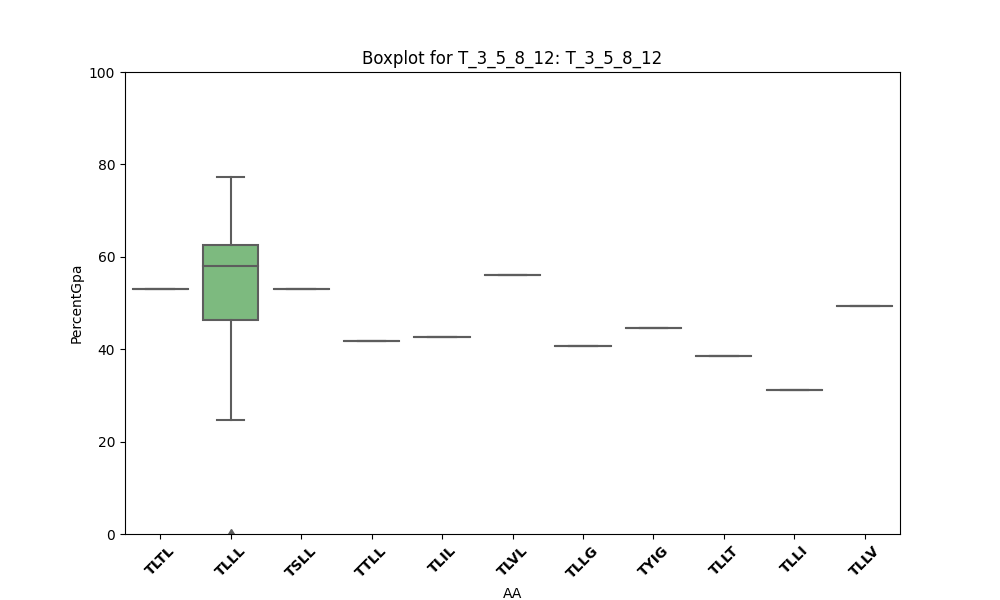 Boxplot for T_3_5_8_12: T_3_5_8_12
100
80
60
40
20
0
PercentGpa
TLTL
TLLL
TSLL
TTLL
TLIL
TLVL
TLLG
TYIG
TLLT
TLLI
TLLV
AA